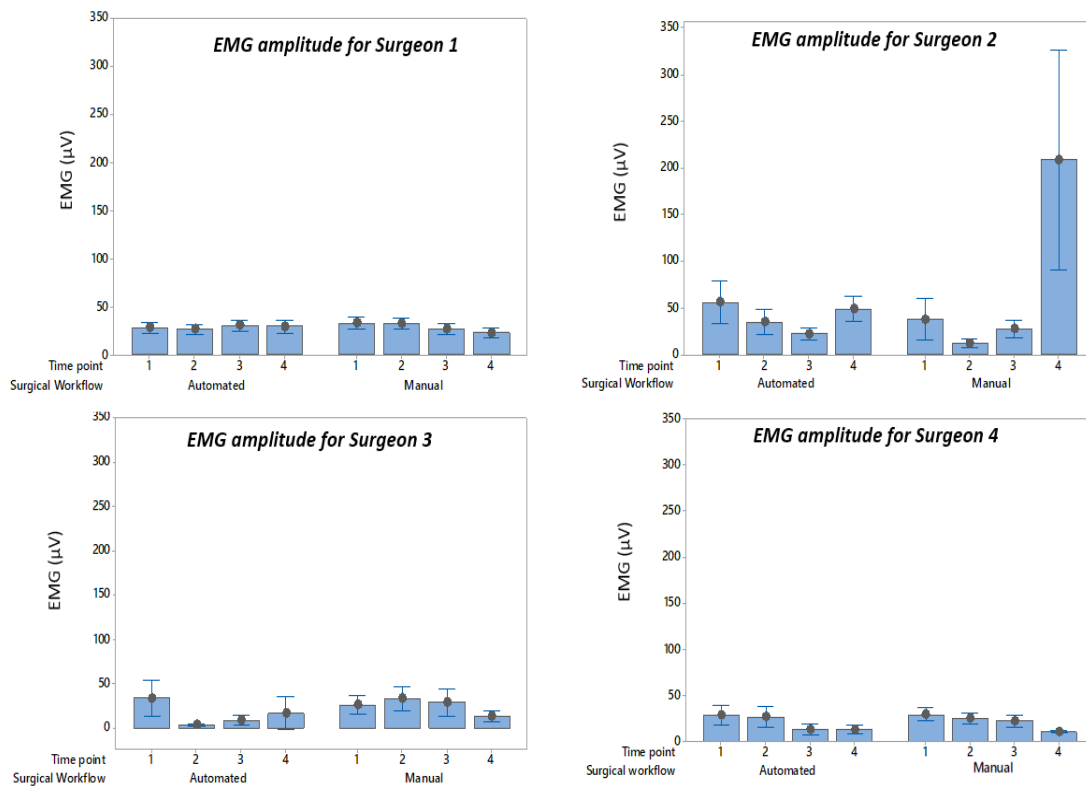 EMG amplitude for Surgeon 1
EMG (µV)
350
300
250
200
150
100
50
0
Time point 1 2 3 4 1 2 3 4
Surgical Workflow Automated Manual
EMG amplitude for Surgeon 2
EMG (µV)
350
300
250
200
150
100
50
0
Time point 1 2 3 4 1 2 3 4
Surgical Workflow Automated Manual
EMG amplitude for Surgeon 3
EMG (µV)
350
300
250
200
150
100
50
0
Time point 1 2 3 4 1 2 3 4
Surgical Workflow Automated Manual
EMG amplitude for Surgeon 4
EMG (µV)
350
300
250
200
150
100
50
0
Time point 1 2 3 4 1 2 3 4
Surgical workflow Automated Manual